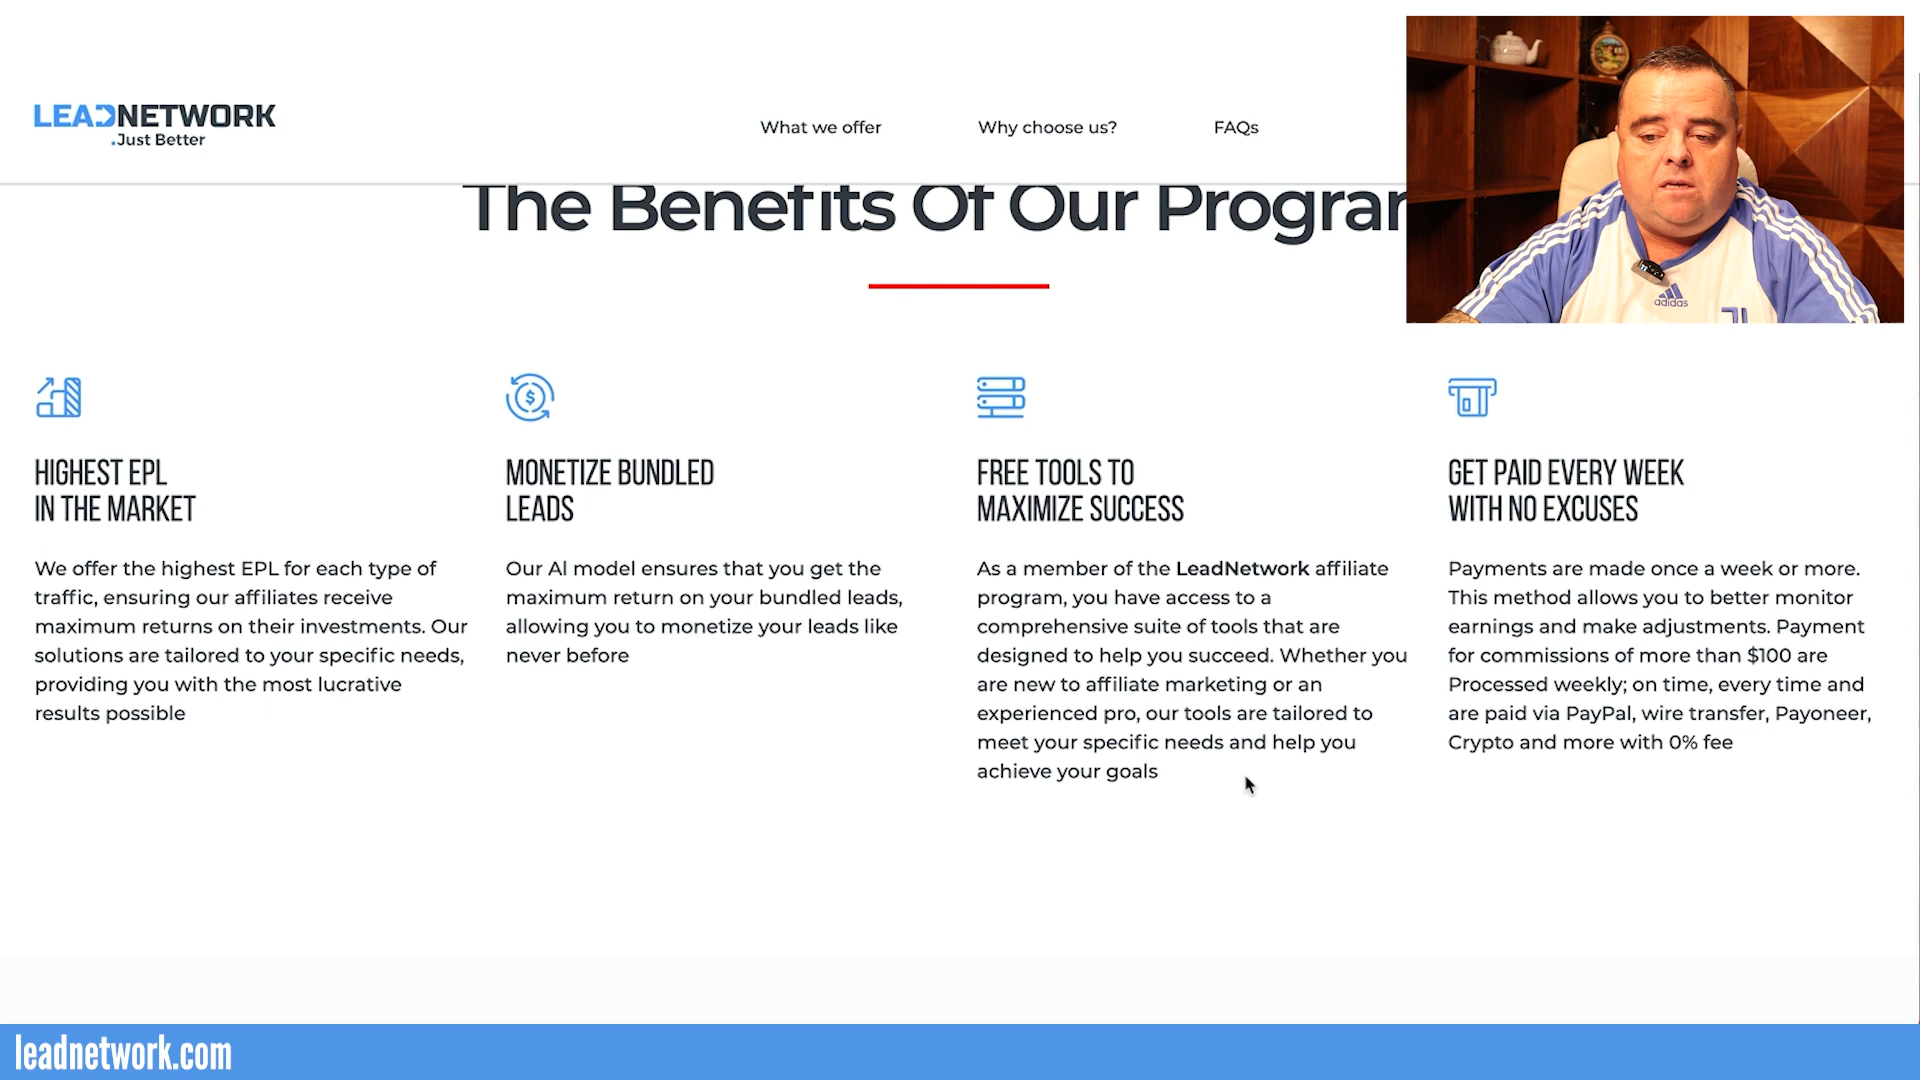 LEADNETWORK
.Just Better
What we offer
Why choose us?
FAQs
The Benefits Of Our Progra
adidas
HIGHEST EPL
IN THE MARKET
We offer the highest EPL for each type of
traffic, ensuring our affiliates receive
maximum returns on their investments. Our
solutions are tailored to your specific needs,
providing you with the most lucrative
results possible
MONETIZE BUNDLED
LEADS
Our AI model ensures that you get the
maximum return on your bundled leads,
allowing you to monetize your leads like
never before
FREE TOOLS TO
MAXIMIZE SUCCESS
As a member of the LeadNetwork affiliate
program, you have access to a
comprehensive suite of tools that are
designed to help you succeed. Whether you
are new to affiliate marketing or an
experienced pro, our tools are tailored to
meet your specific needs and help you
achieve your goals
GET PAID EVERY WEEK
WITH NO EXCUSES
Payments are made once a week or more.
This method allows you to better monitor
earnings and make adjustments. Payment
for commissions of more than $100 are
Processed weekly; on time, every time and
are paid via PayPal, wire transfer, Payoneer,
Crypto and more with 0% fee
leadnetwork.com